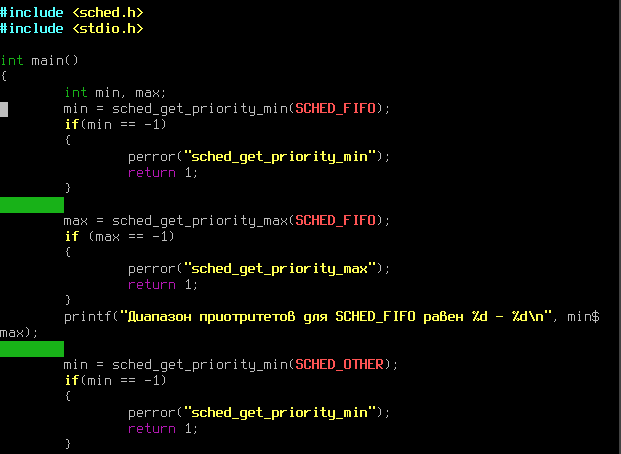 #include <sched.h>
#include <stdio.h>
int main()
{
int min, max;
min = sched_get_priority_min(SCHED_FIFO);
if(min == -1)
{
perror("sched_get_priority_min");
return 1;
}
max = sched_get_priority_max(SCHED_FIFO);
if (max == -1)
{
perror("sched_get_priority_max");
return 1;
}
printf("Диапазон приотритетов для SCHED_FIFO равен %d - %d\n", min$
max);
min = sched_get_priority_min(SCHED_OTHER);
if(min == -1)
{
perror("sched_get_priority_min");
return 1;
}